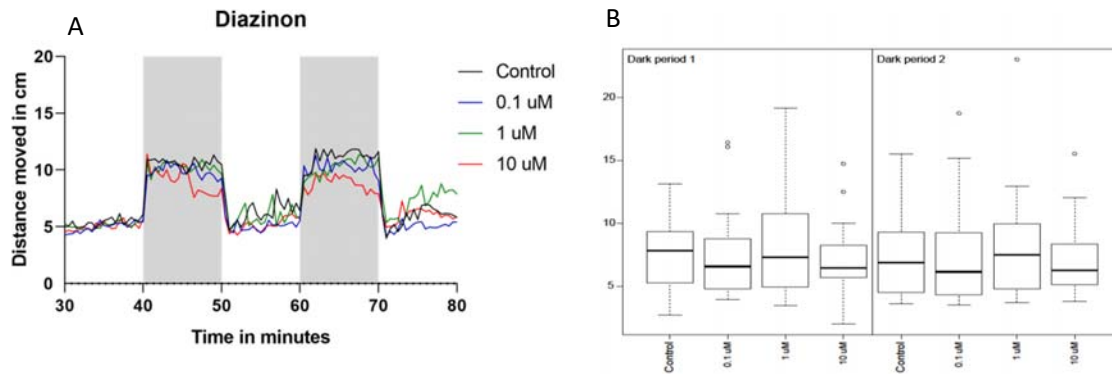 A
Diazinon
Distance moved in cm
20
15
10
5
0
30
40
50
60
70
80
Time in minutes
Control
0.1 uM
1 uM
10 uM
B
Dark period 1
Dark period 2
20
15
10
5
Control
0.1 uM
1 uM
10 uM
Control
0.1 uM
1 uM
10 uM